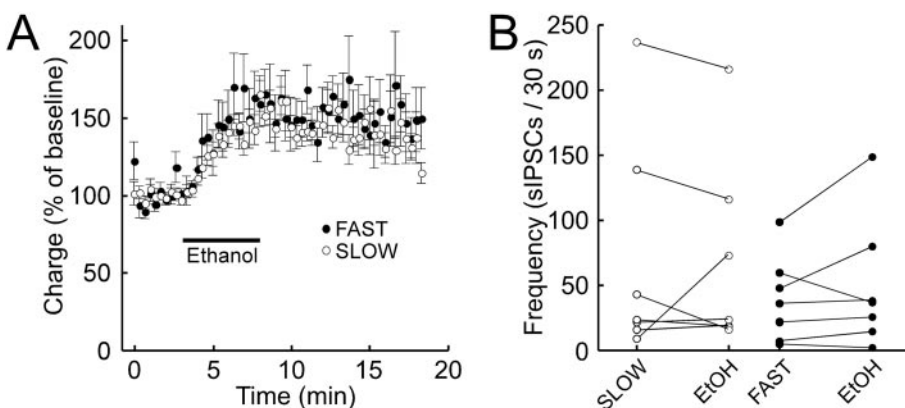 A
200
150
100
50
0
Charge (% of baseline)
FAST
SLOW
Ethanol
0 5 10 15 20
Time (min)
B
250
200
150
100
50
0
Frequency (sIPSCs / 30 s)
SLOW
EtOH
FAST
EtOH